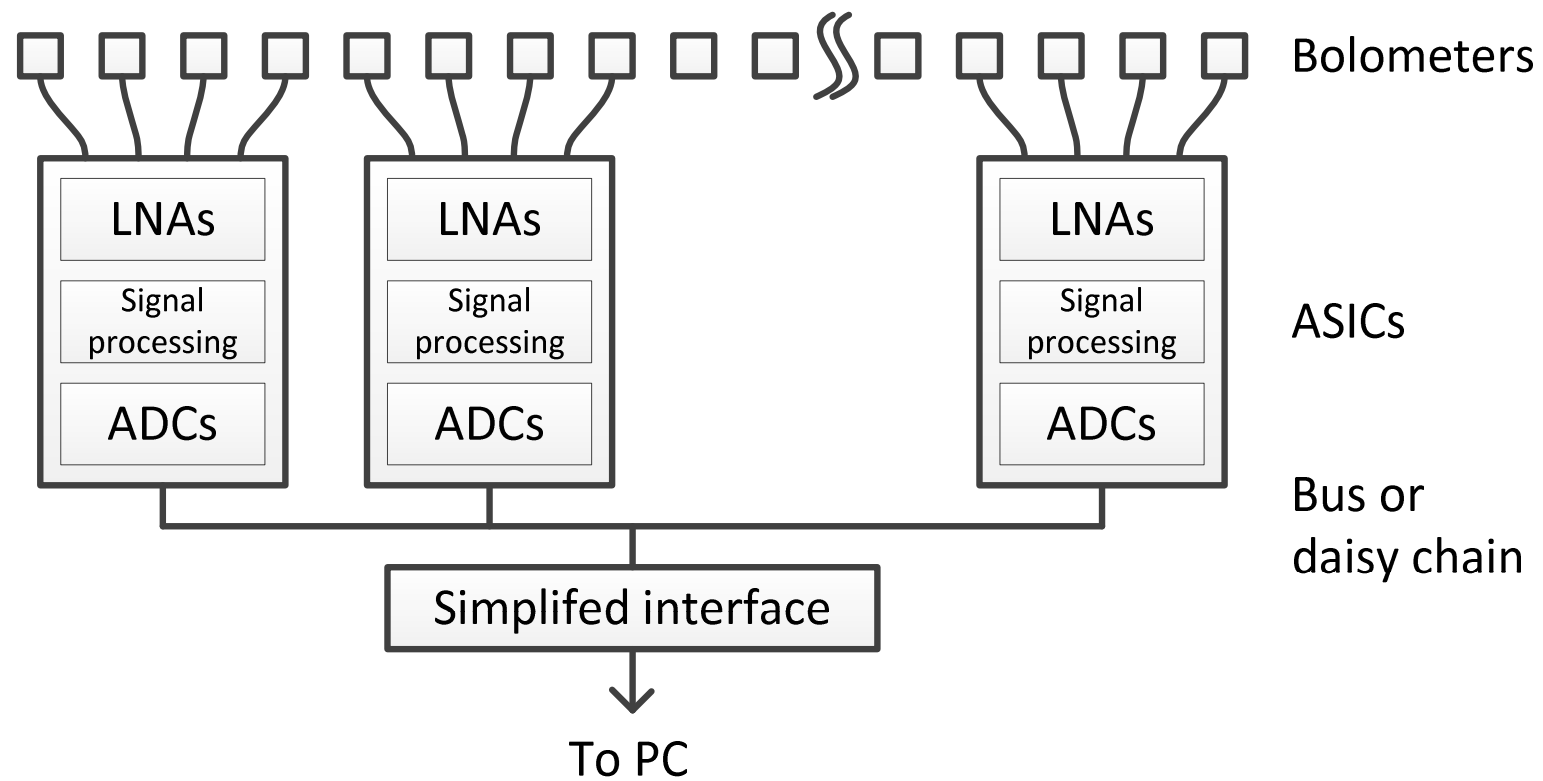 Bolometers
LNAs LNAs LNAs
Signal Signal Signal
processing processing processing
ASICs
ADCs ADCs ADCs
Bus or
daisy chain
Simplifed interface
To PC